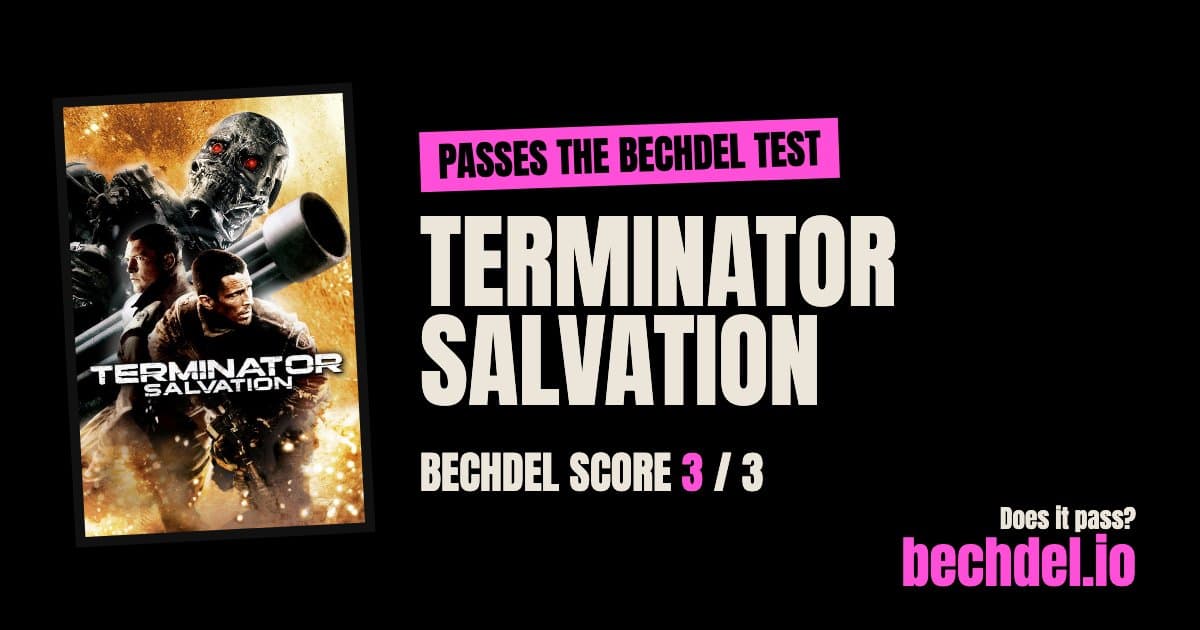 PASSES THE BECHDEL TEST
TERMINATOR
SALVATION
BECHDEL SCORE 3 / 3
TERMINATOR
SALVATION
Does it pass?
bechdel.io